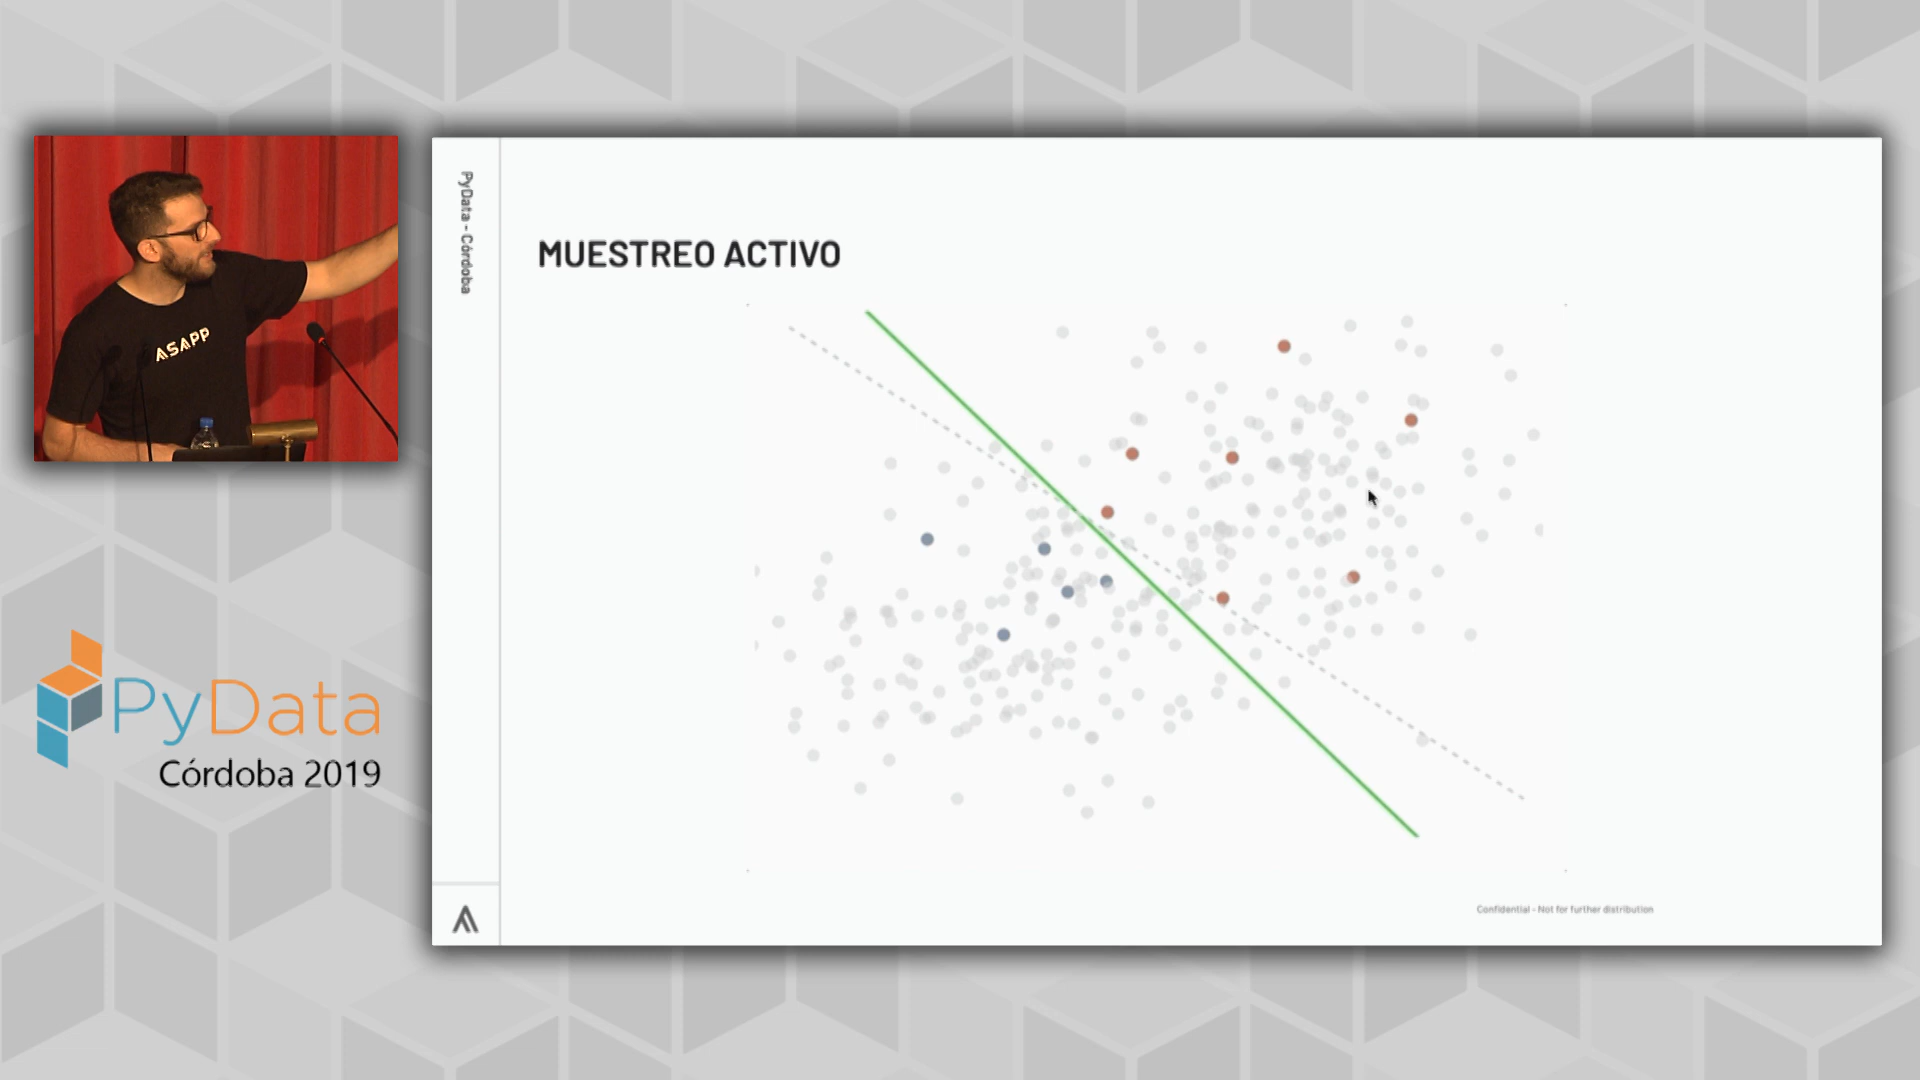 PyData - Córdoba
MUESTREO ACTIVO
ASAPP
PyData
Córdoba 2019
Confidential - Not for further distribution